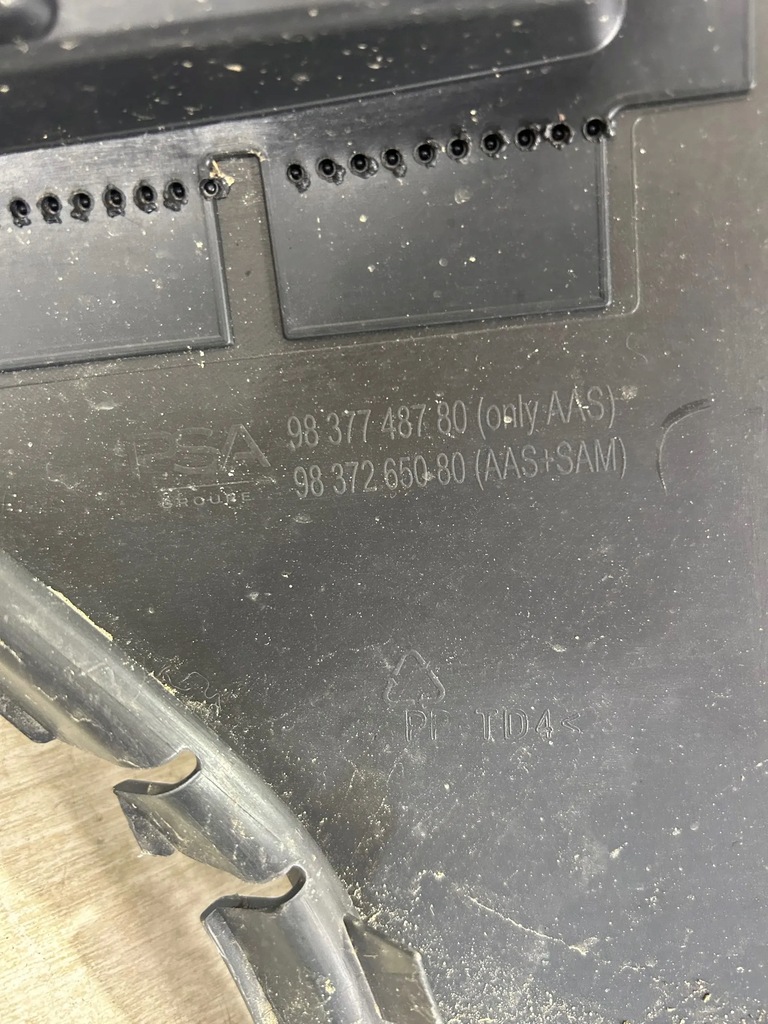 PSA 98 377 487 80 (only AAS)
GROUPE 98 372 650 80 (AAS+SAM)
PP TD4<